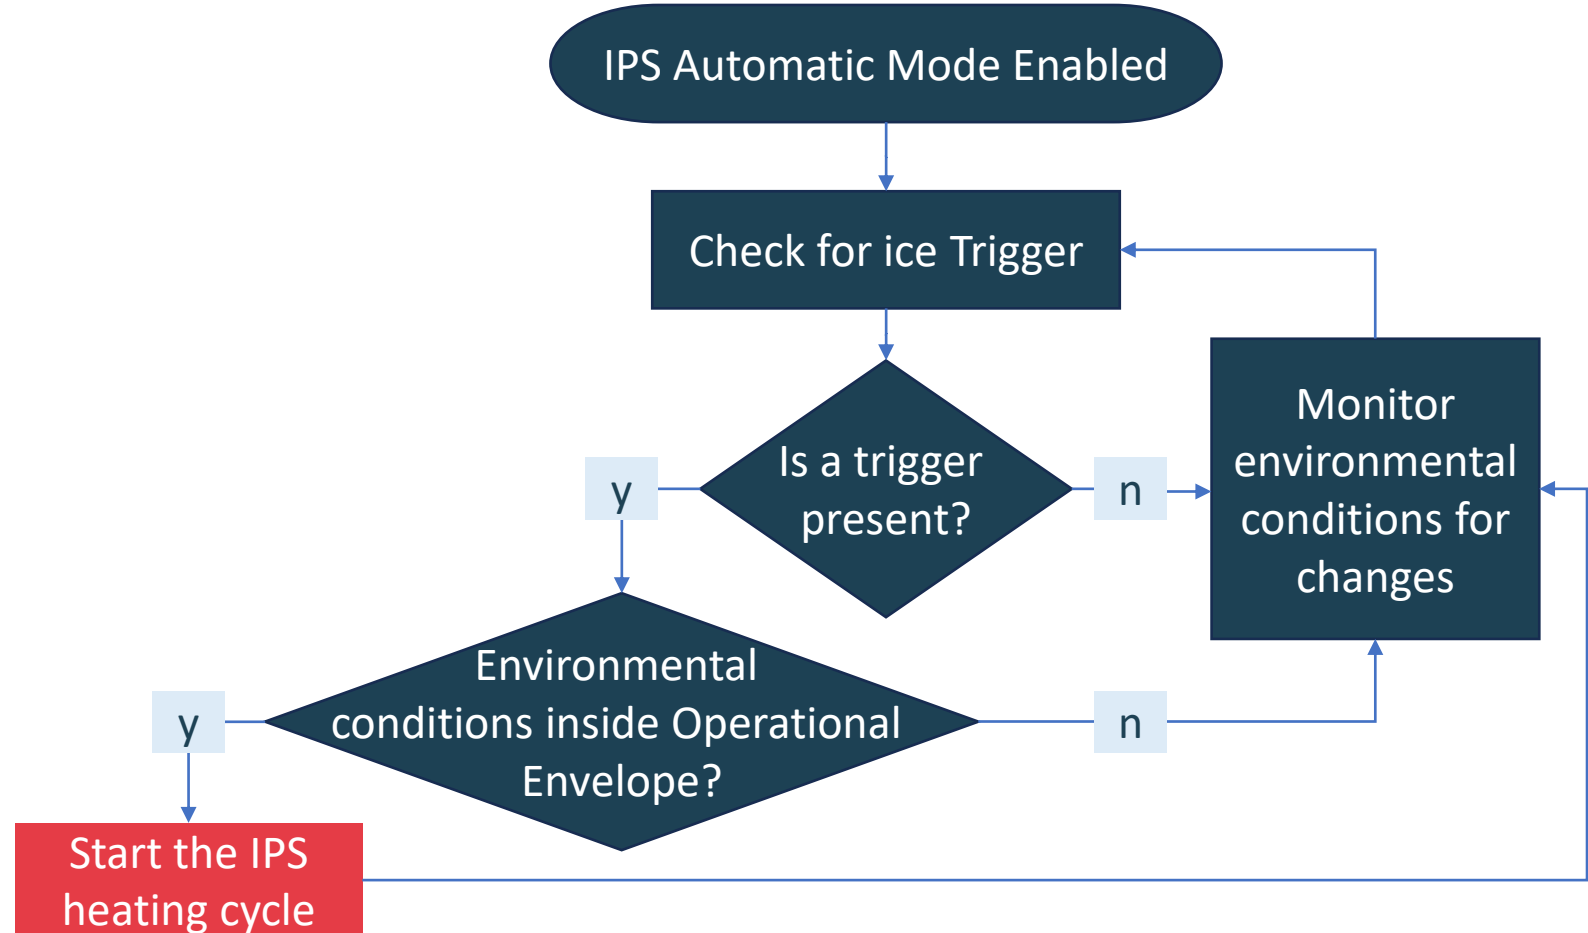 IPS Automatic Mode Enabled
Check for ice Trigger
Is a trigger
present?
y
n
Monitor
environmental
conditions for
changes
Environmental
conditions inside Operational
Envelope?
y
n
Start the IPS
heating cycle